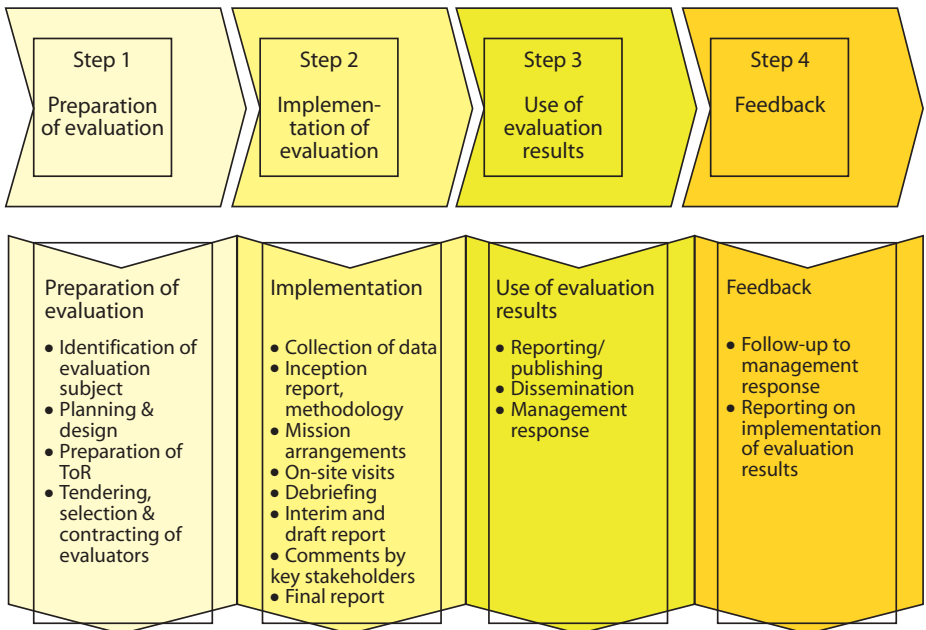 Step 1
Preparation
of evaluation
Step 2
Implemen-
tation of
evaluation
Step 3
Use of
evaluation
results
Step 4
Feedback
Preparation of
evaluation
• Identification of
evaluation
subject
• Planning &
design
• Preparation of
ToR
• Tendering,
selection &
contracting of
evaluators
Implementation
• Collection of data
• Inception
report,
methodology
• Mission
arrangements
• On-site visits
• Debriefing
• Interim and
draft report
• Comments by
key stakeholders
• Final report
Use of evaluation
results
• Reporting/
publishing
• Dissemination
• Management
response
Feedback
• Follow-up to
management
response
• Reporting on
implementation
of evaluation
results